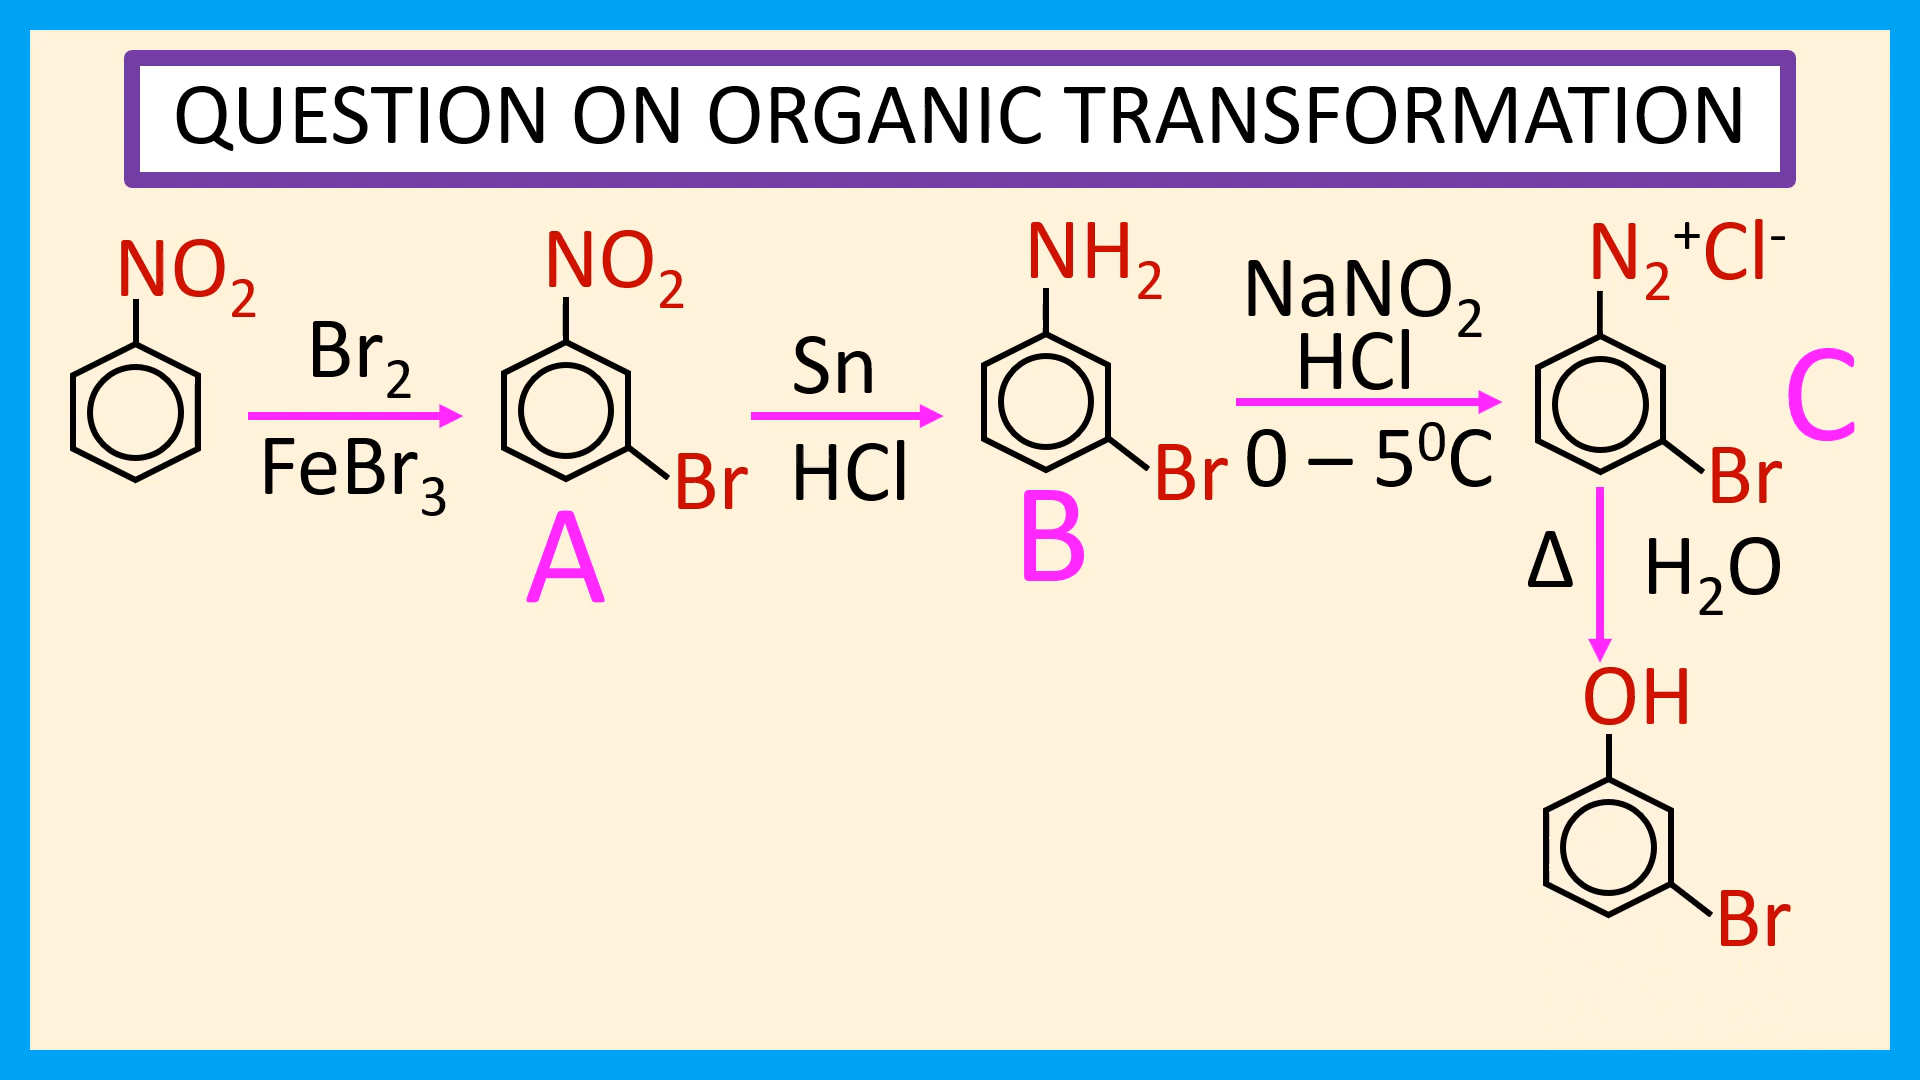 QUESTION ON ORGANIC TRANSFORMATION
NO₂
Br₂
FeBr₃
NO₂
Br
A
Sn
HCl
NH₂
Br
B
NaNO₂
HCl
0 – 5⁰C
N₂⁺Cl⁻
Br
C
Δ H₂O
OH
Br